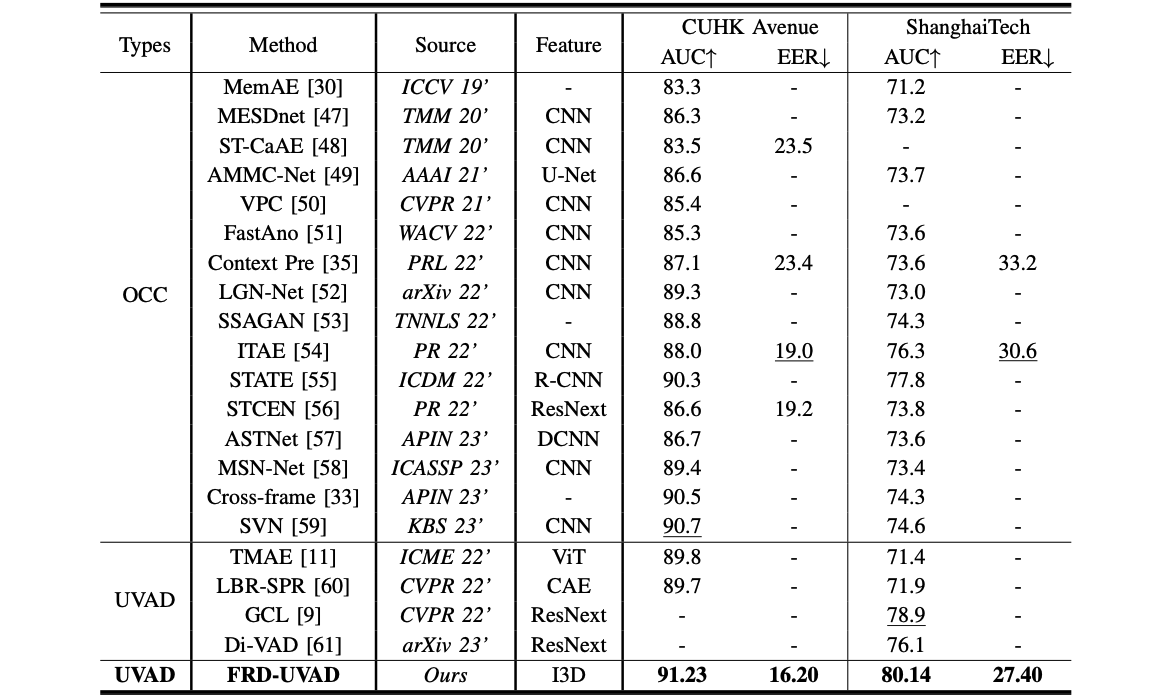 Types Method Source Feature CUHK Avenue ShanghaiTech
AUC↑ EER↓ AUC↑ EER↓
OCC
MemAE [30] ICCV 19’ - 83.3 - 71.2 -
MESDnet [47] TMM 20’ CNN 86.3 - 73.2 -
ST-CaAE [48] TMM 20’ CNN 83.5 23.5 - -
AMMC-Net [49] AAAI 21’ U-Net 86.6 - 73.7 -
VPC [50] CVPR 21’ CNN 85.4 - - -
FastAno [51] WACV 22’ CNN 85.3 - 73.6 -
Context Pre [35] PRL 22’ CNN 87.1 23.4 73.6 33.2
LGN-Net [52] arXiv 22’ CNN 89.3 - 73.0 -
SSAGAN [53] TNNLS 22’ - 88.8 - 74.3 -
ITAE [54] PR 22’ CNN 88.0 19.0 76.3 30.6
STATE [55] ICDM 22’ R-CNN 90.3 - 77.8 -
STCEN [56] PR 22’ ResNext 86.6 19.2 73.8 -
ASTNet [57] APIN 23’ DCNN 86.7 - 73.6 -
MSN-Net [58] ICASSP 23’ CNN 89.4 - 73.4 -
Cross-frame [33] APIN 23’ - 90.5 - 74.3 -
SVN [59] KBS 23’ CNN 90.7 - 74.6 -
UVAD
TMAE [11] ICME 22’ ViT 89.8 - 71.4 -
LBR-SPR [60] CVPR 22’ CAE 89.7 - 71.9 -
GCL [9] CVPR 22’ ResNext - - 78.9 -
Di-VAD [61] arXiv 23’ ResNext - - 76.1 -
UVAD FRD-UVAD Ours I3D 91.23 16.20 80.14 27.40